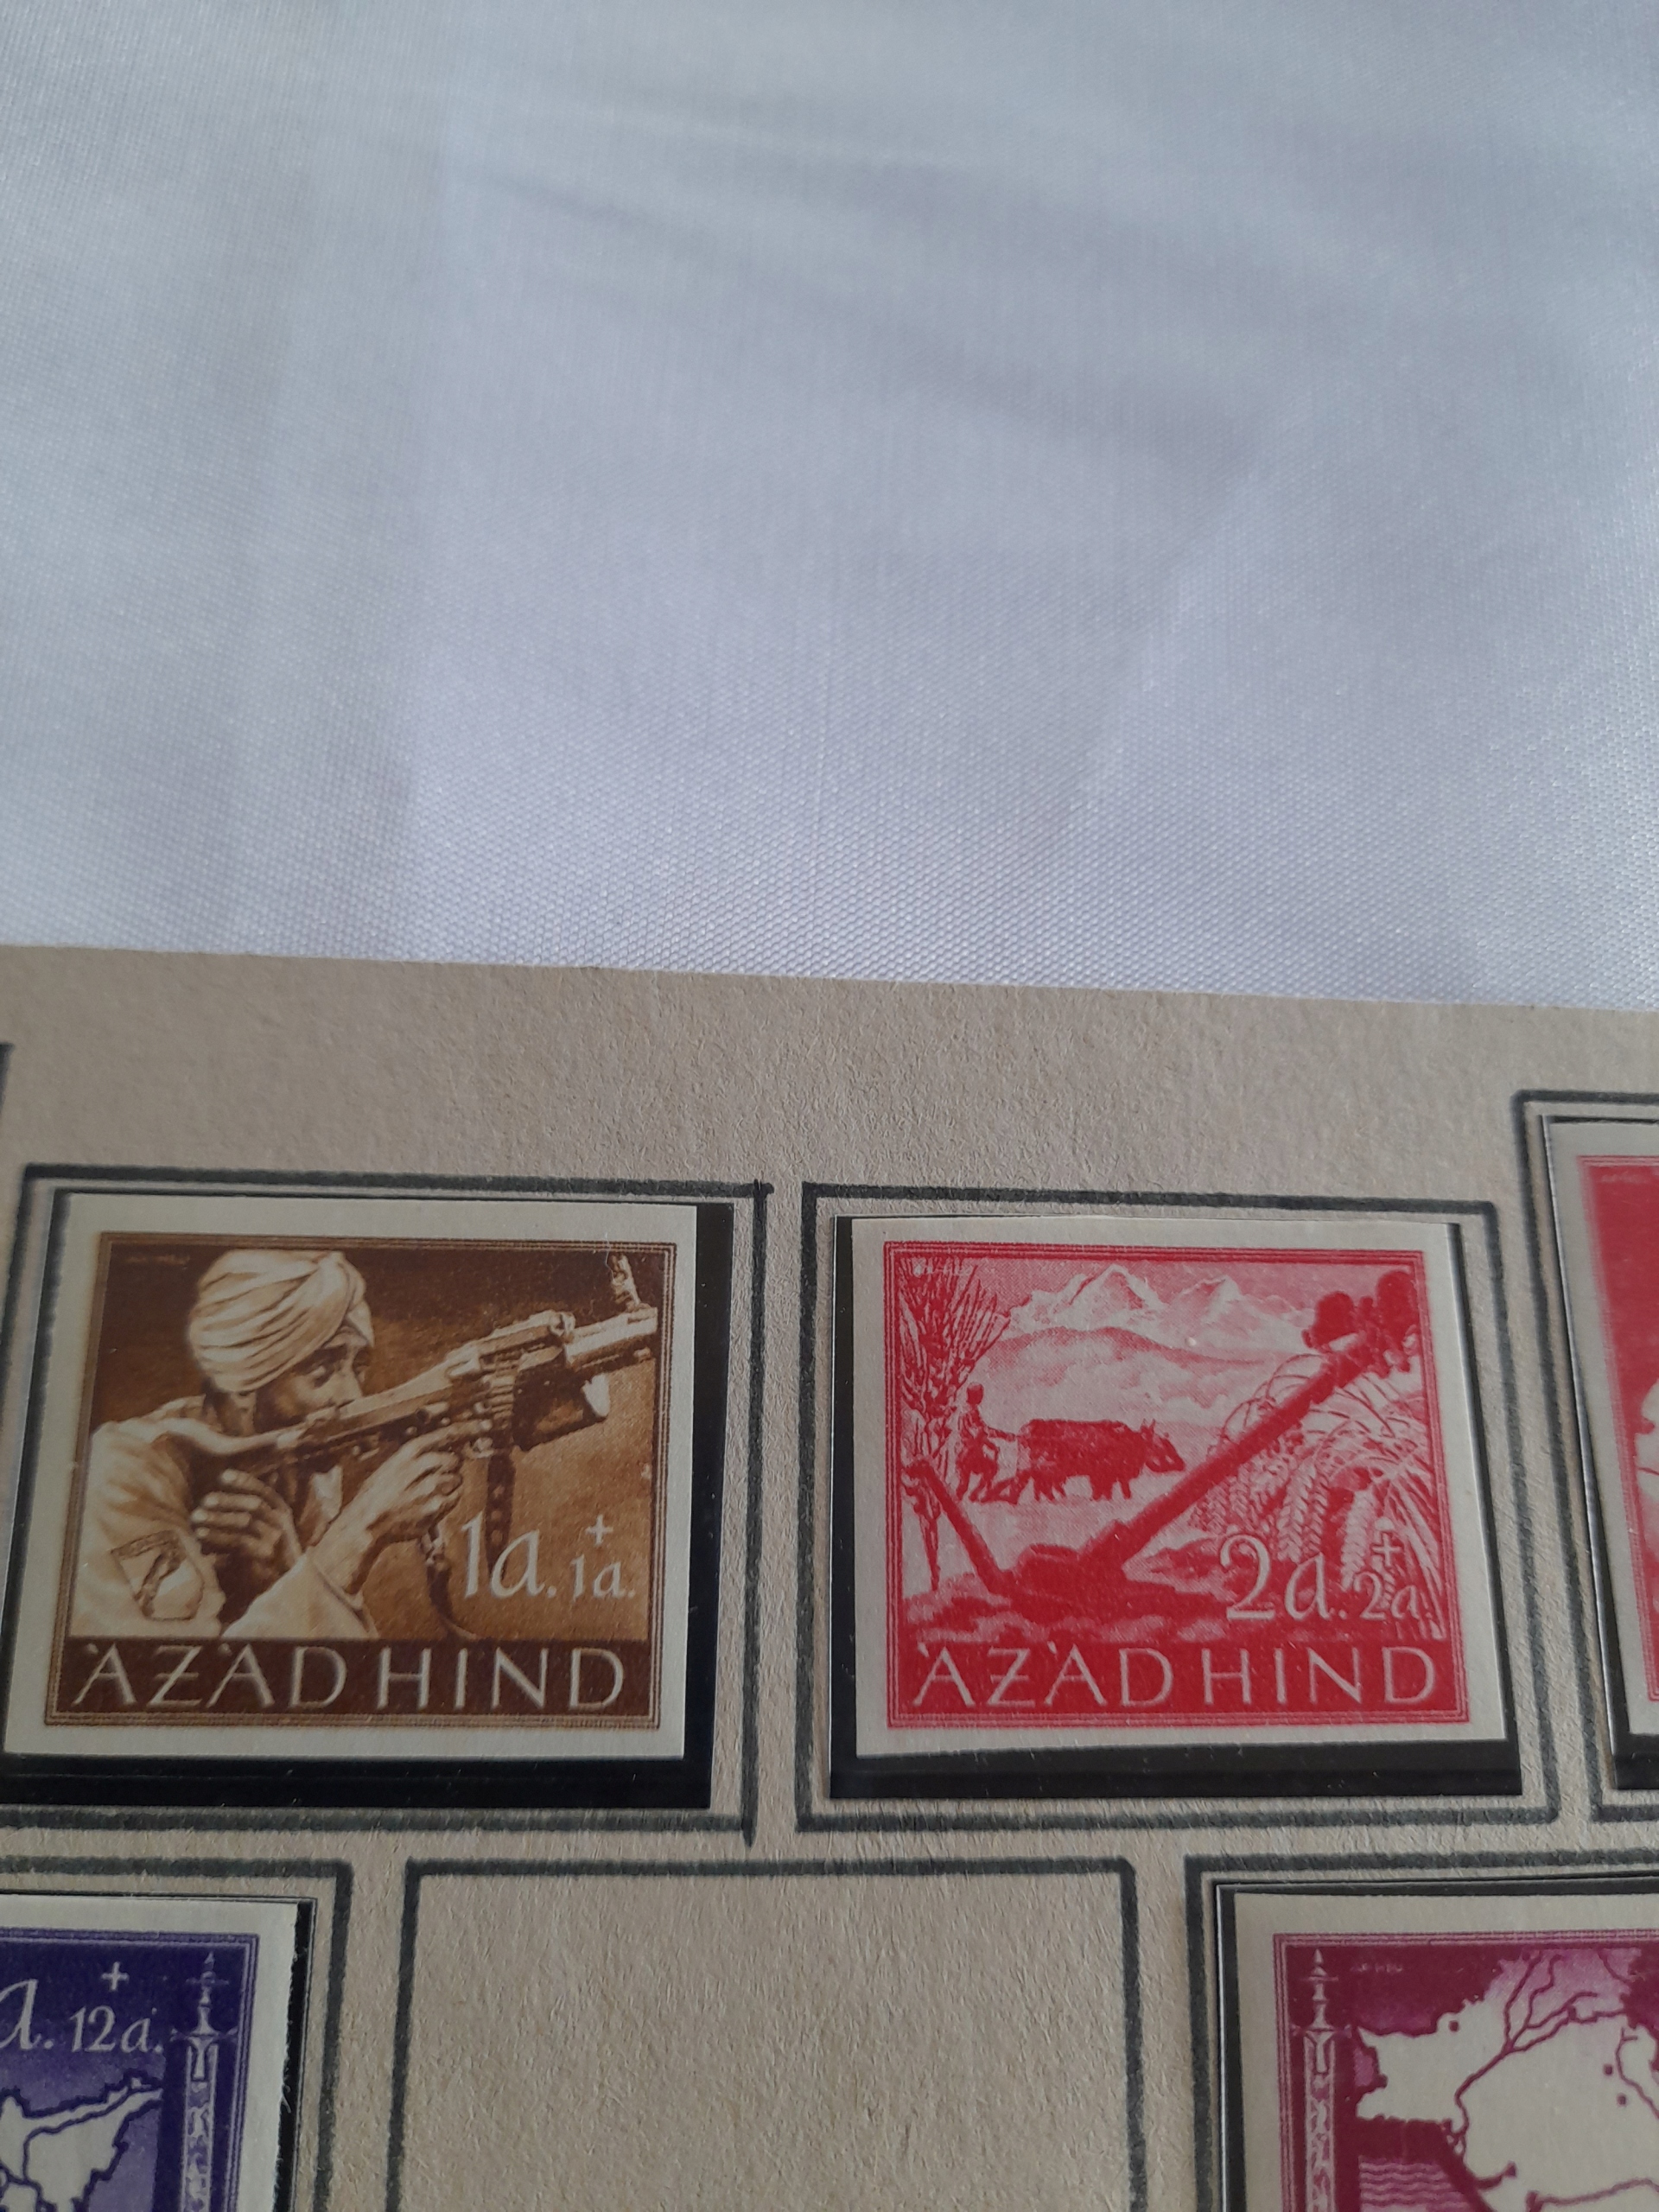 1a. + 1a.
AZAD HIND
2a. + 2a.
AZAD HIND
+
a. 12a.